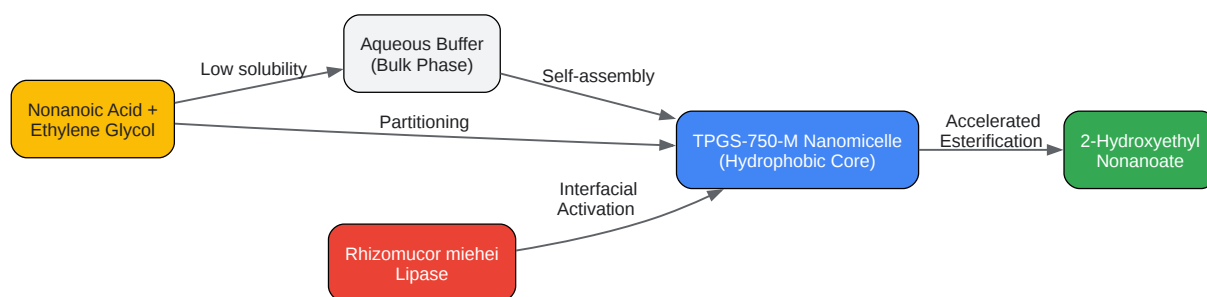 Nonanoic Acid +
Ethylene Glycol
Low solubility
Aqueous Buffer
(Bulk Phase)
Self-assembly
Partitioning
TPGS-750-M Nanomicelle
(Hydrophobic Core)
Accelerated
Esterification
2-Hydroxyethyl
Nonanoate
Interfacial
Activation
Rhizomucor miehei
Lipase